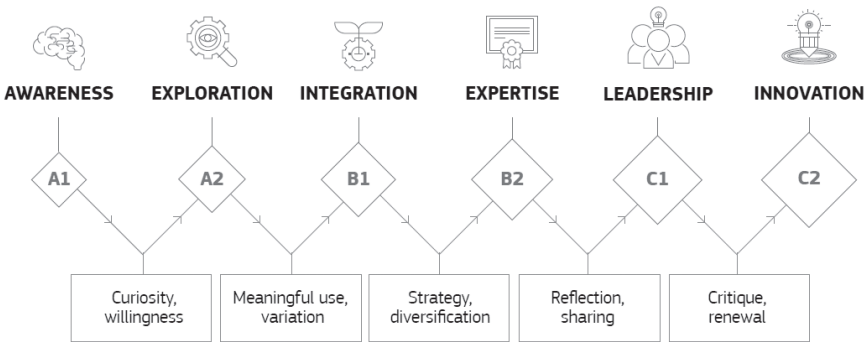 AWARENESS
EXPLORATION
INTEGRATION
EXPERTISE
LEADERSHIP
INNOVATION
A1
A2
B1
B2
C1
C2
Curiosity,
willingness
Meaningful use,
variation
Strategy,
diversification
Reflection,
sharing
Critique,
renewal